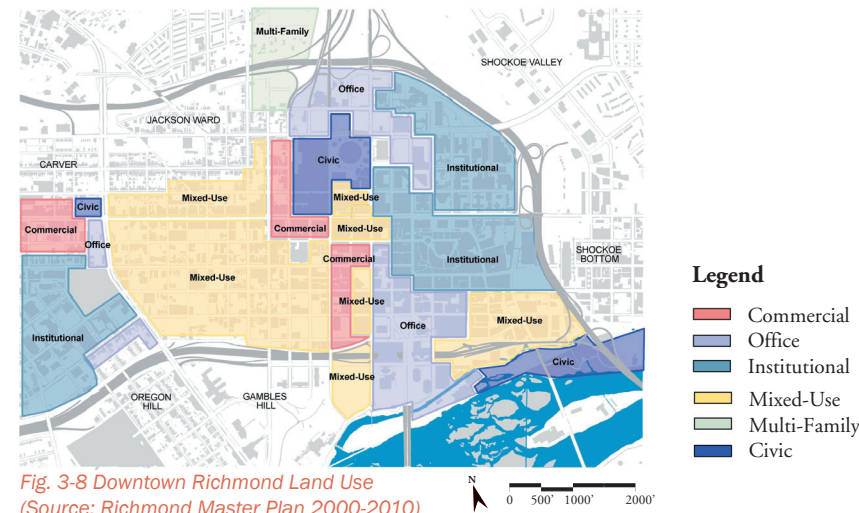 Multi-Family
SHOCKOE VALLEY
Office
JACKSON WARD
Civic
CARVER
Institutional
Mixed-Use
Mixed-Use
Civic
Commercial
Commercial
Mixed-Use
Office
SHOCKOE
BOTTOM
Commercial
Institutional
Mixed-Use
Mixed-Use
Office
Mixed-Use
Institutional
Civic
Mixed-Use
OREGON
HILL
GAMBLES
HILL
Legend
Commercial
Office
Institutional
Mixed-Use
Multi-Family
Civic
Fig. 3-8 Downtown Richmond Land Use
(Source: Richmond Master Plan 2000-2010)
N
0 500' 1000' 2000'